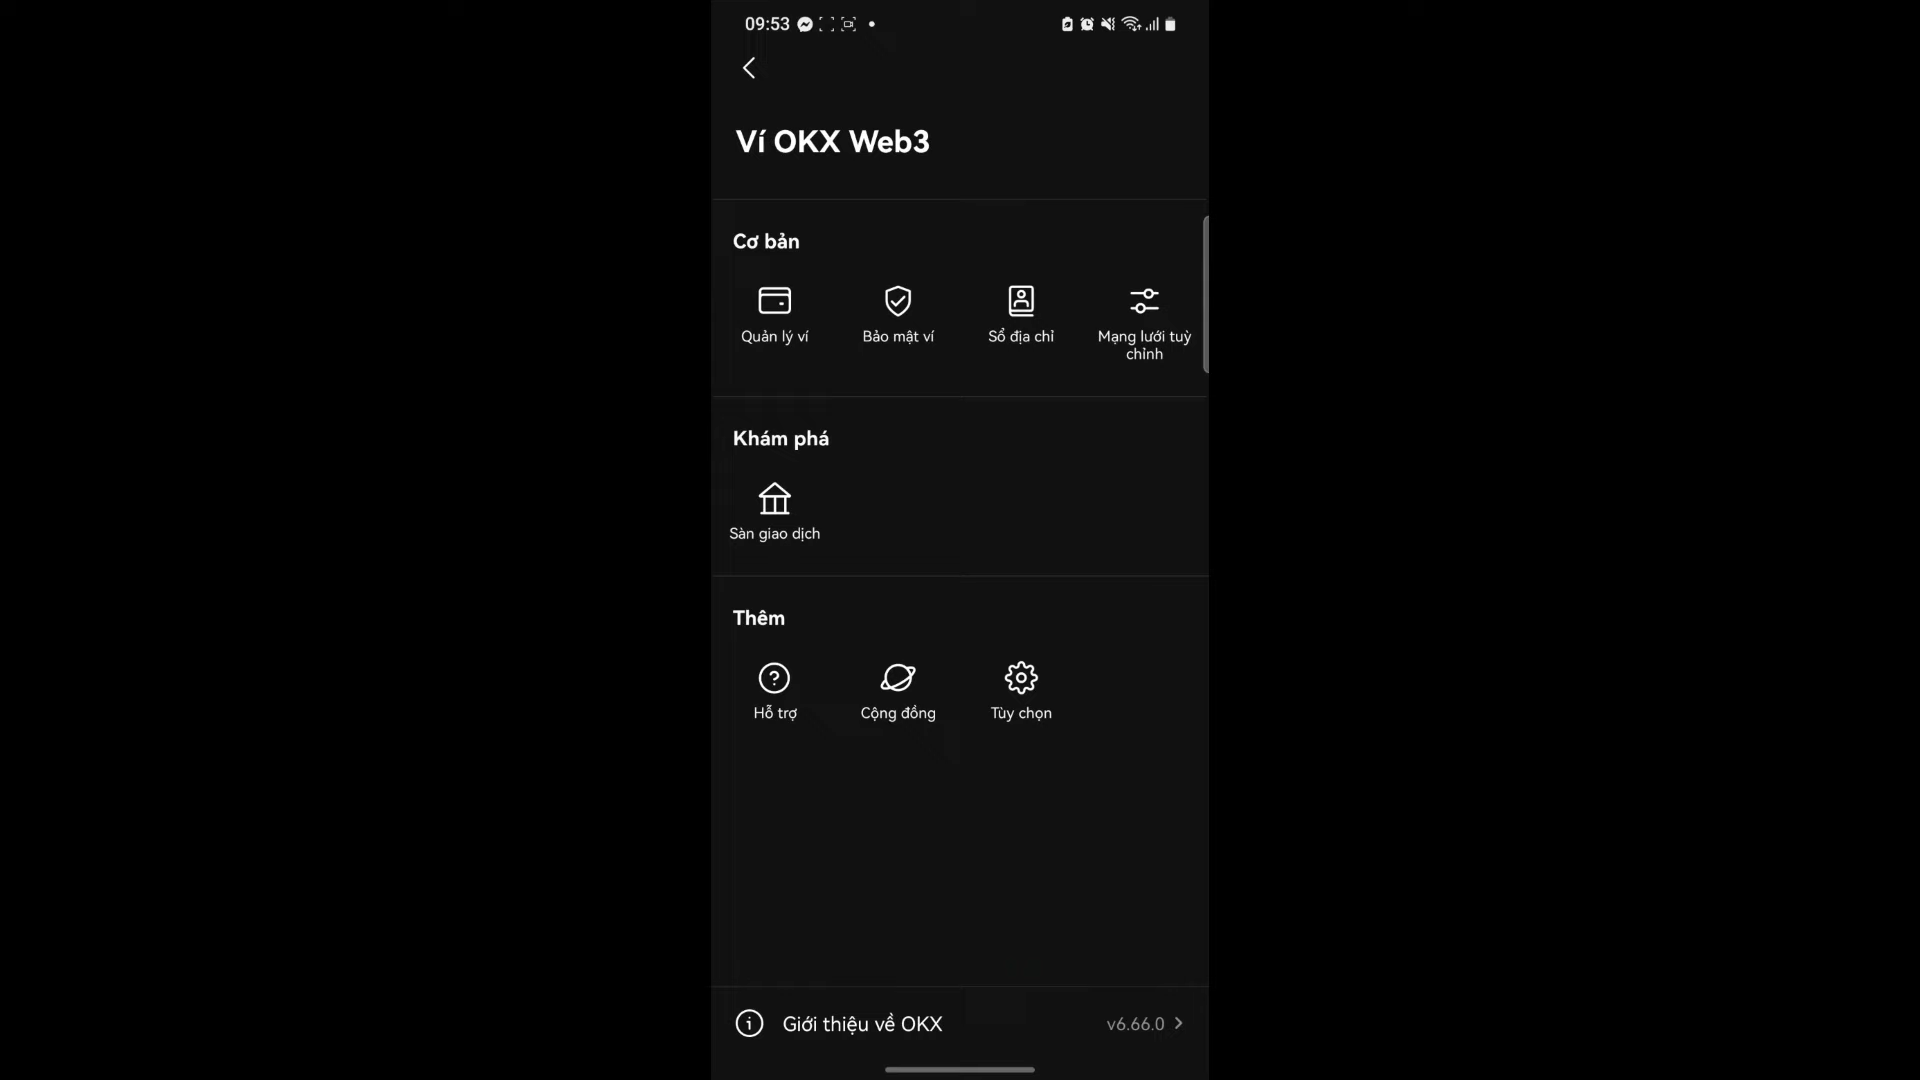 09:53
Ví OKX Web3
Cơ bản
Quản lý ví
Bảo mật ví
Sổ địa chỉ
Mạng lưới tuỳ
chỉnh
Khám phá
Sàn giao dịch
Thêm
Hỗ trợ
Cộng đồng
Tùy chọn
Giới thiệu về OKX
v6.66.0